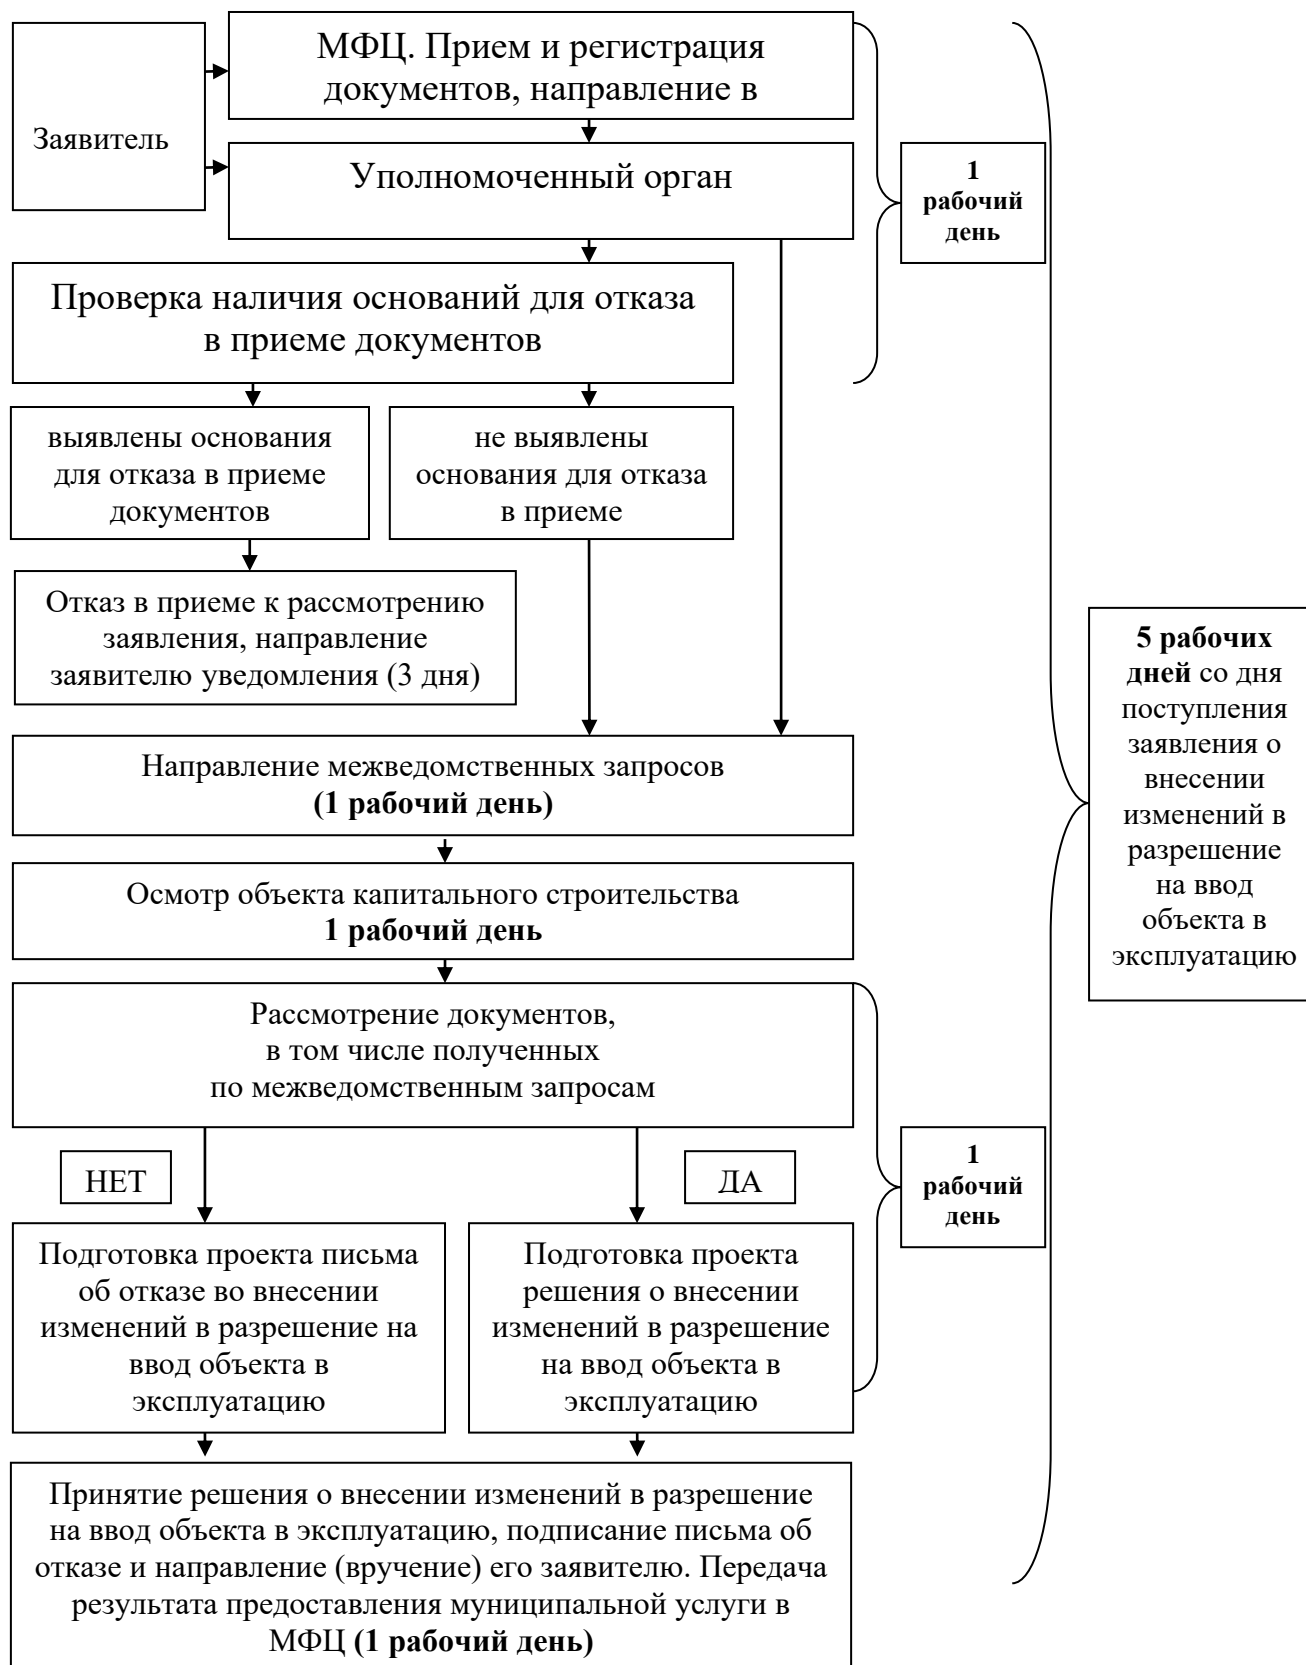 МФЦ. Прием и регистрация
документов, направление в
Заявитель
Уполномоченный орган
1
рабочий
день
Проверка наличия оснований для отказа
в приеме документов
выявлены основания
для отказа в приеме
документов
не выявлены
основания для отказа
в приеме
Отказ в приеме к рассмотрению
заявления, направление
заявителю уведомления (3 дня)
5 рабочих
дней со дня
поступления
заявления о
внесении
изменений в
разрешение
на ввод
объекта в
эксплуатацию
Направление межведомственных запросов
(1 рабочий день)
Осмотр объекта капитального строительства
1 рабочий день
Рассмотрение документов,
в том числе полученных
по межведомственным запросам
НЕТ
ДА
1
рабочий
день
Подготовка проекта письма
об отказе во внесении
изменений в разрешение на
ввод объекта в
эксплуатацию
Подготовка проекта
решения о внесении
изменений в разрешение
на ввод объекта в
эксплуатацию
Принятие решения о внесении изменений в разрешение
на ввод объекта в эксплуатацию, подписание письма об
отказе и направление (вручение) его заявителю. Передача
результата предоставления муниципальной услуги в
МФЦ (1 рабочий день)